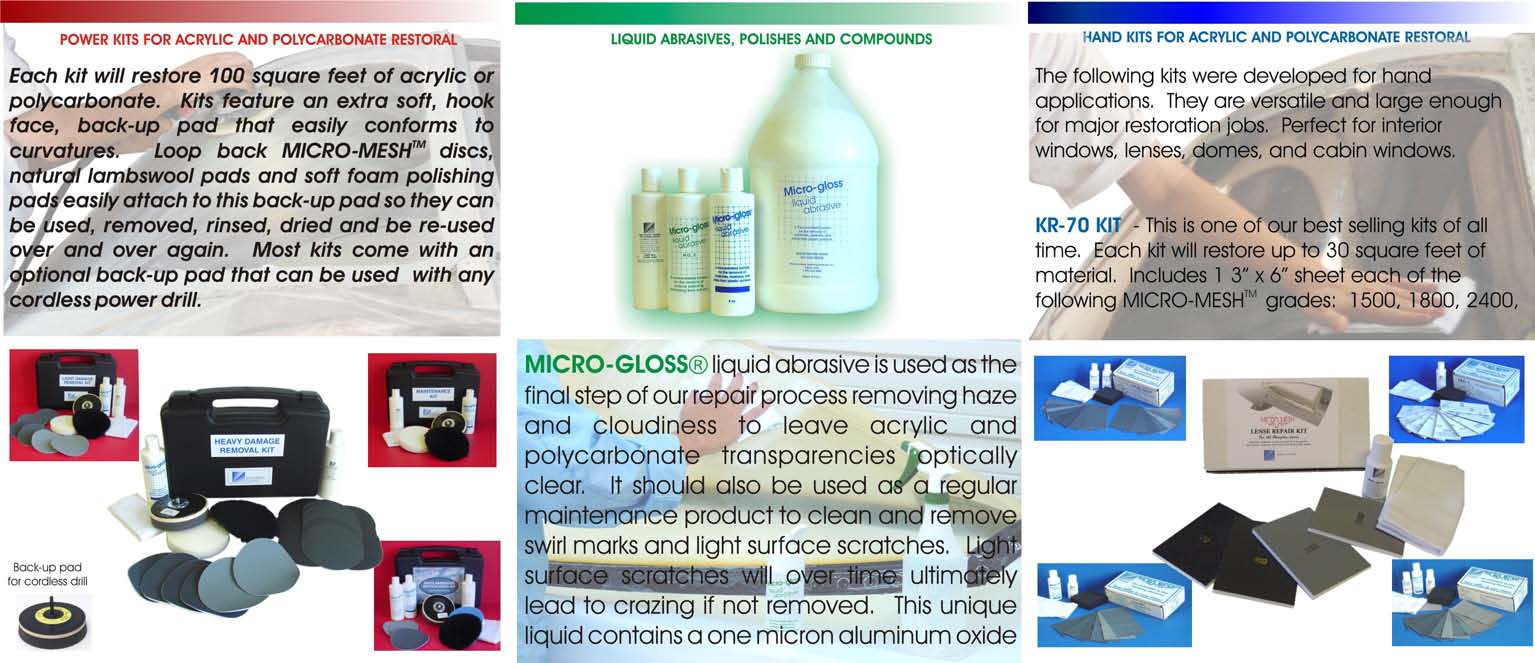 POWER KITS FOR ACRYLIC AND POLYCARBONATE RESTORAL
Each kit will restore 100 square feet of acrylic or
polycarbonate. Kits feature an extra soft, hook
face, back-up pad that easily conforms to
curvatures. Loop back MICRO-MESH™ discs,
natural lambswool pads and soft foam polishing
pads easily attach to this back-up pad so they can
be used, removed, rinsed, dried and be re-used
over and over again. Most kits come with an
optional back-up pad that can be used with any
cordless power drill.
LIGHT DAMAGE
REMOVAL KIT
MAINTENANCE
KIT
HEAVY DAMAGE
REMOVAL KIT
Back-up pad
for cordless drill
LIQUID ABRASIVES, POLISHES AND COMPOUNDS
Micro-gloss
liquid
abrasive
Micro-gloss
liquid
abrasive
Micro-gloss
liquid
abrasive
MICRO-GLOSS® liquid abrasive is used as the
final step of our repair process removing haze
and cloudiness to leave acrylic and
polycarbonate transparencies optically
clear. It should also be used as a regular
maintenance product to clean and remove
swirl marks and light surface scratches. Light
surface scratches will over time ultimately
lead to crazing if not removed. This unique
liquid contains a one micron aluminum oxide
HAND KITS FOR ACRYLIC AND POLYCARBONATE RESTORAL
The following kits were developed for hand
applications. They are versatile and large enough
for major restoration jobs. Perfect for interior
windows, lenses, domes, and cabin windows.
KR-70 KIT - This is one of our best selling kits of all
time. Each kit will restore up to 30 square feet of
material. Includes 1 3" x 6" sheet each of the
following MICRO-MESH™ grades: 1500, 1800, 2400,
LENSE REPAIR KIT